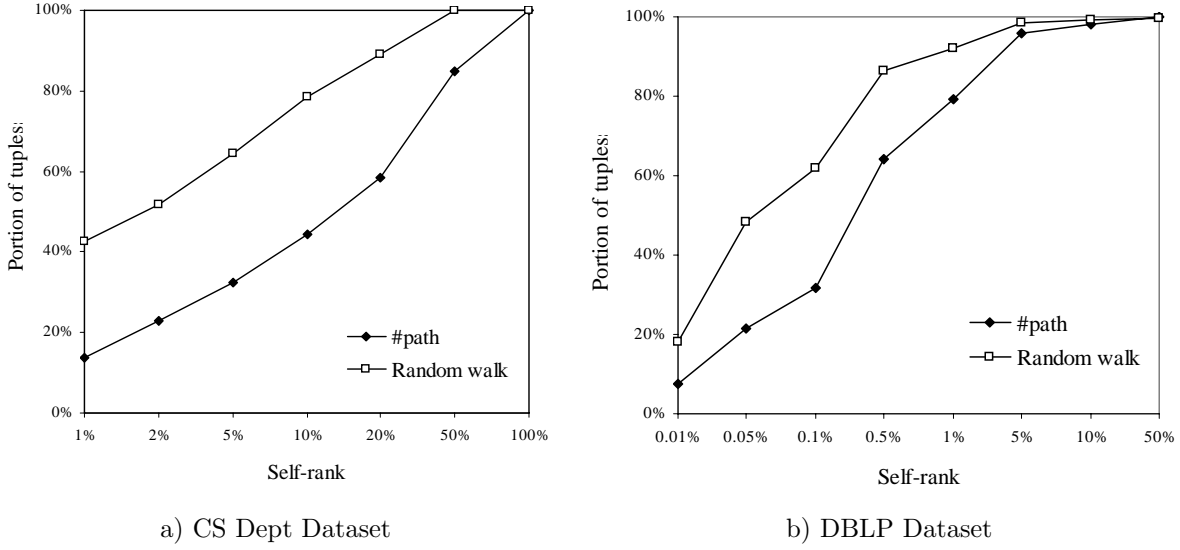 100%
80%
60%
40%
20%
0%
Portion of tuples:
1% 2% 5% 10% 20% 50% 100%
Self-rank
#path
Random walk
a) CS Dept Dataset
100%
80%
60%
40%
20%
0%
Portion of tuples:
0.01% 0.05% 0.1% 0.5% 1% 5% 10% 50%
Self-rank
#path
Random walk
b) DBLP Dataset